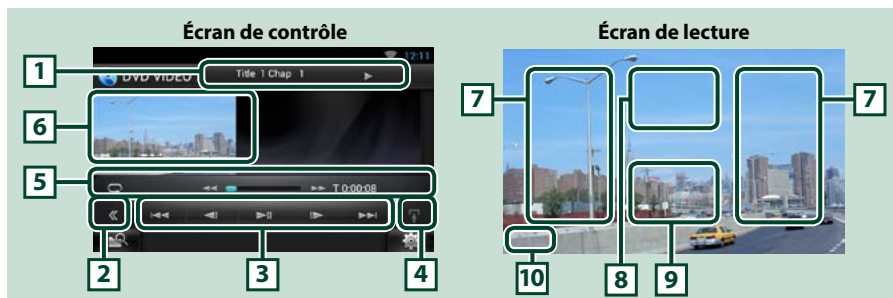 Écran de contrôle
Écran de lecture
12:11
1
DVD VIDEO
Title 1 Chap 1
7
7
8
6
5
T 0:00:08
2
3
4
10
8
9